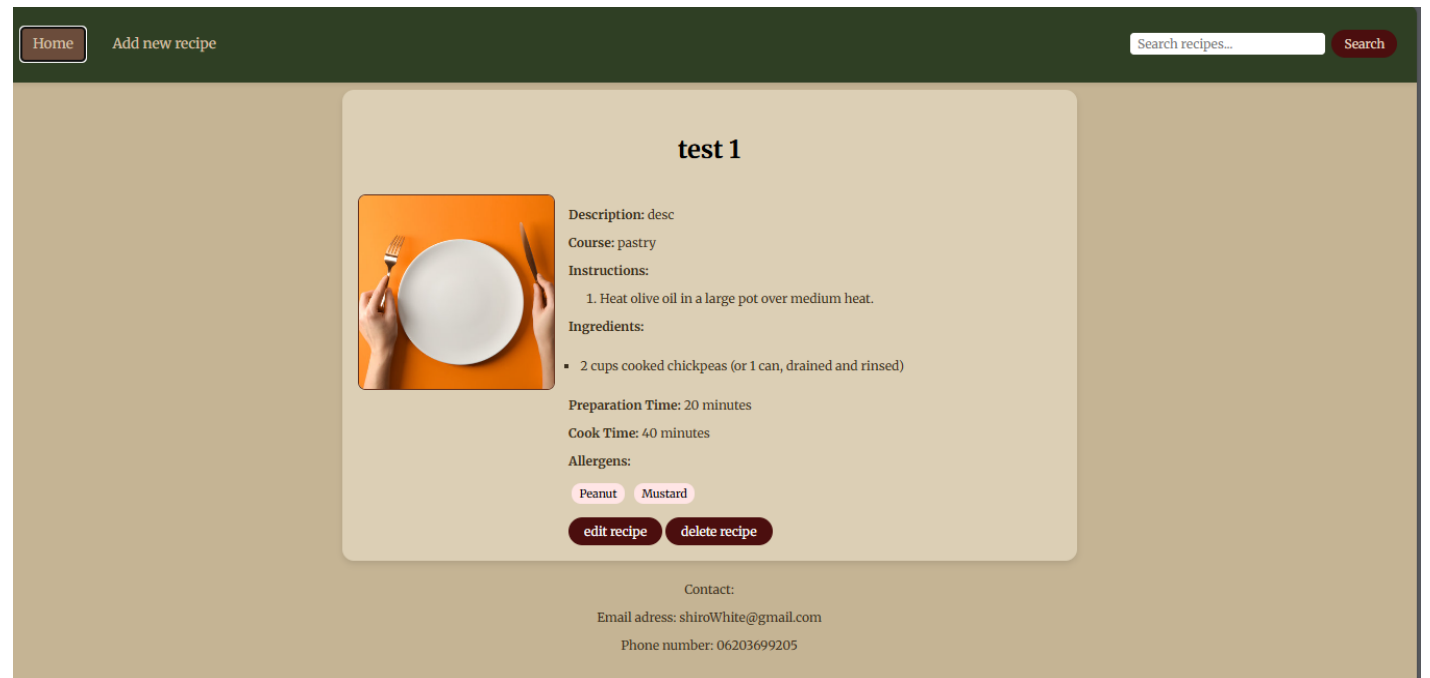 Home Add new recipe Search recipes... Search
test 1
Description: desc
Course: pastry
Instructions:
1. Heat olive oil in a large pot over medium heat.
Ingredients:
▪ 2 cups cooked chickpeas (or 1 can, drained and rinsed)
Preparation Time: 20 minutes
Cook Time: 40 minutes
Allergens:
Peanut Mustard
edit recipe delete recipe
Contact:
Email adress: shiroWhite@gmail.com
Phone number: 06203699205